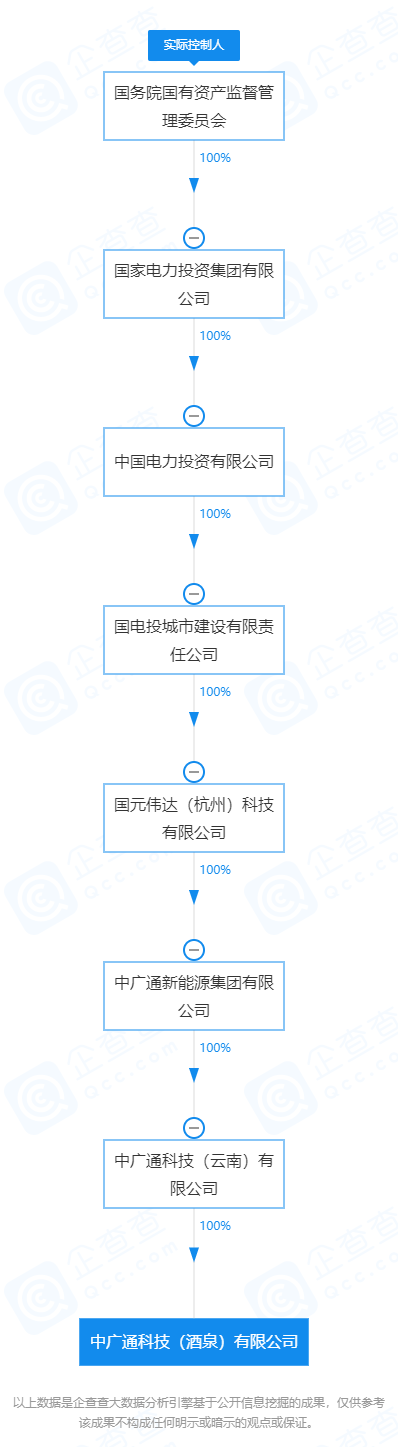 实际控制人
国务院国有资产监督管
理委员会
100%
国家电力投资集团有限
公司
100%
中国电力投资有限公司
100%
国电投城市建设有限责
任公司
100%
国元伟达（杭州）科技
有限公司
100%
中广通新能源集团有限
公司
100%
中广通科技（云南）有
限公司
100%
中广通科技（酒泉）有限公司
以上数据是企查查大数据分析引擎基于公开信息挖掘的成果，仅供参考
该成果不构成任何明示或暗示的观点或保证。
企查查
Qcc.com